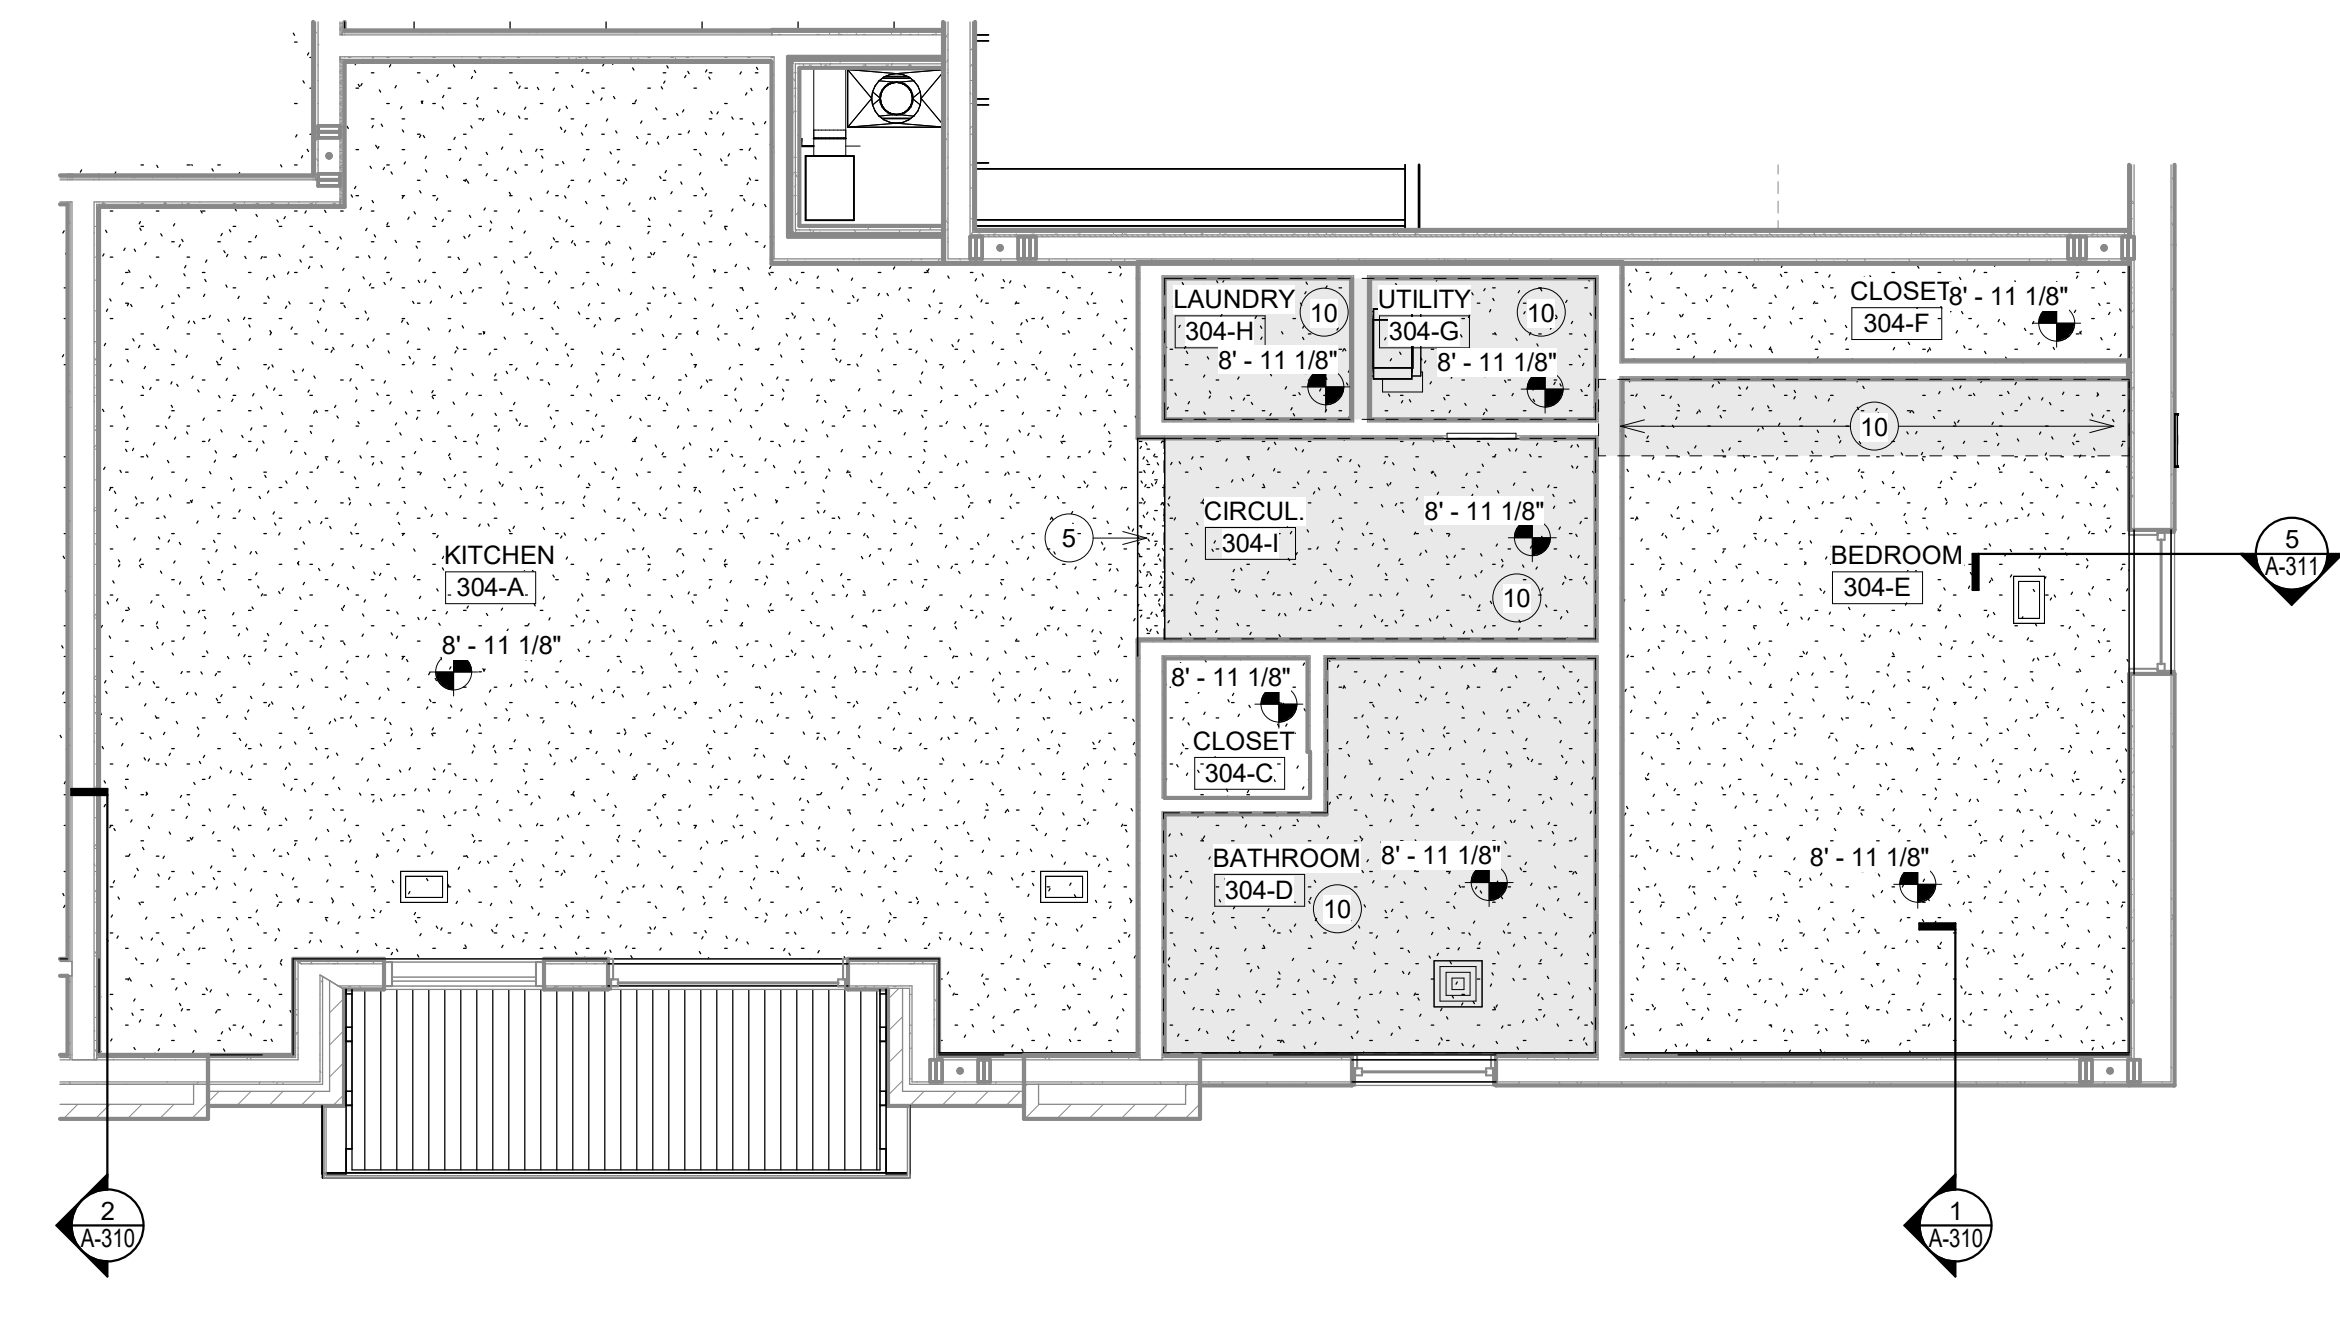 LAUNDRY
304-H
10
8' - 11 1/8"
UTILITY
304-G
10
8' - 11 1/8"
CLOSET
304-F
8' - 11 1/8"
10
CIRCUL.
304-I
8' - 11 1/8"
10
5
KITCHEN
304-A
8' - 11 1/8"
BEDROOM
304-E
8' - 11 1/8"
5
A-311
8' - 11 1/8"
CLOSET
304-C
BATHROOM
304-D
8' - 11 1/8"
10
2
A-310
1
A-310